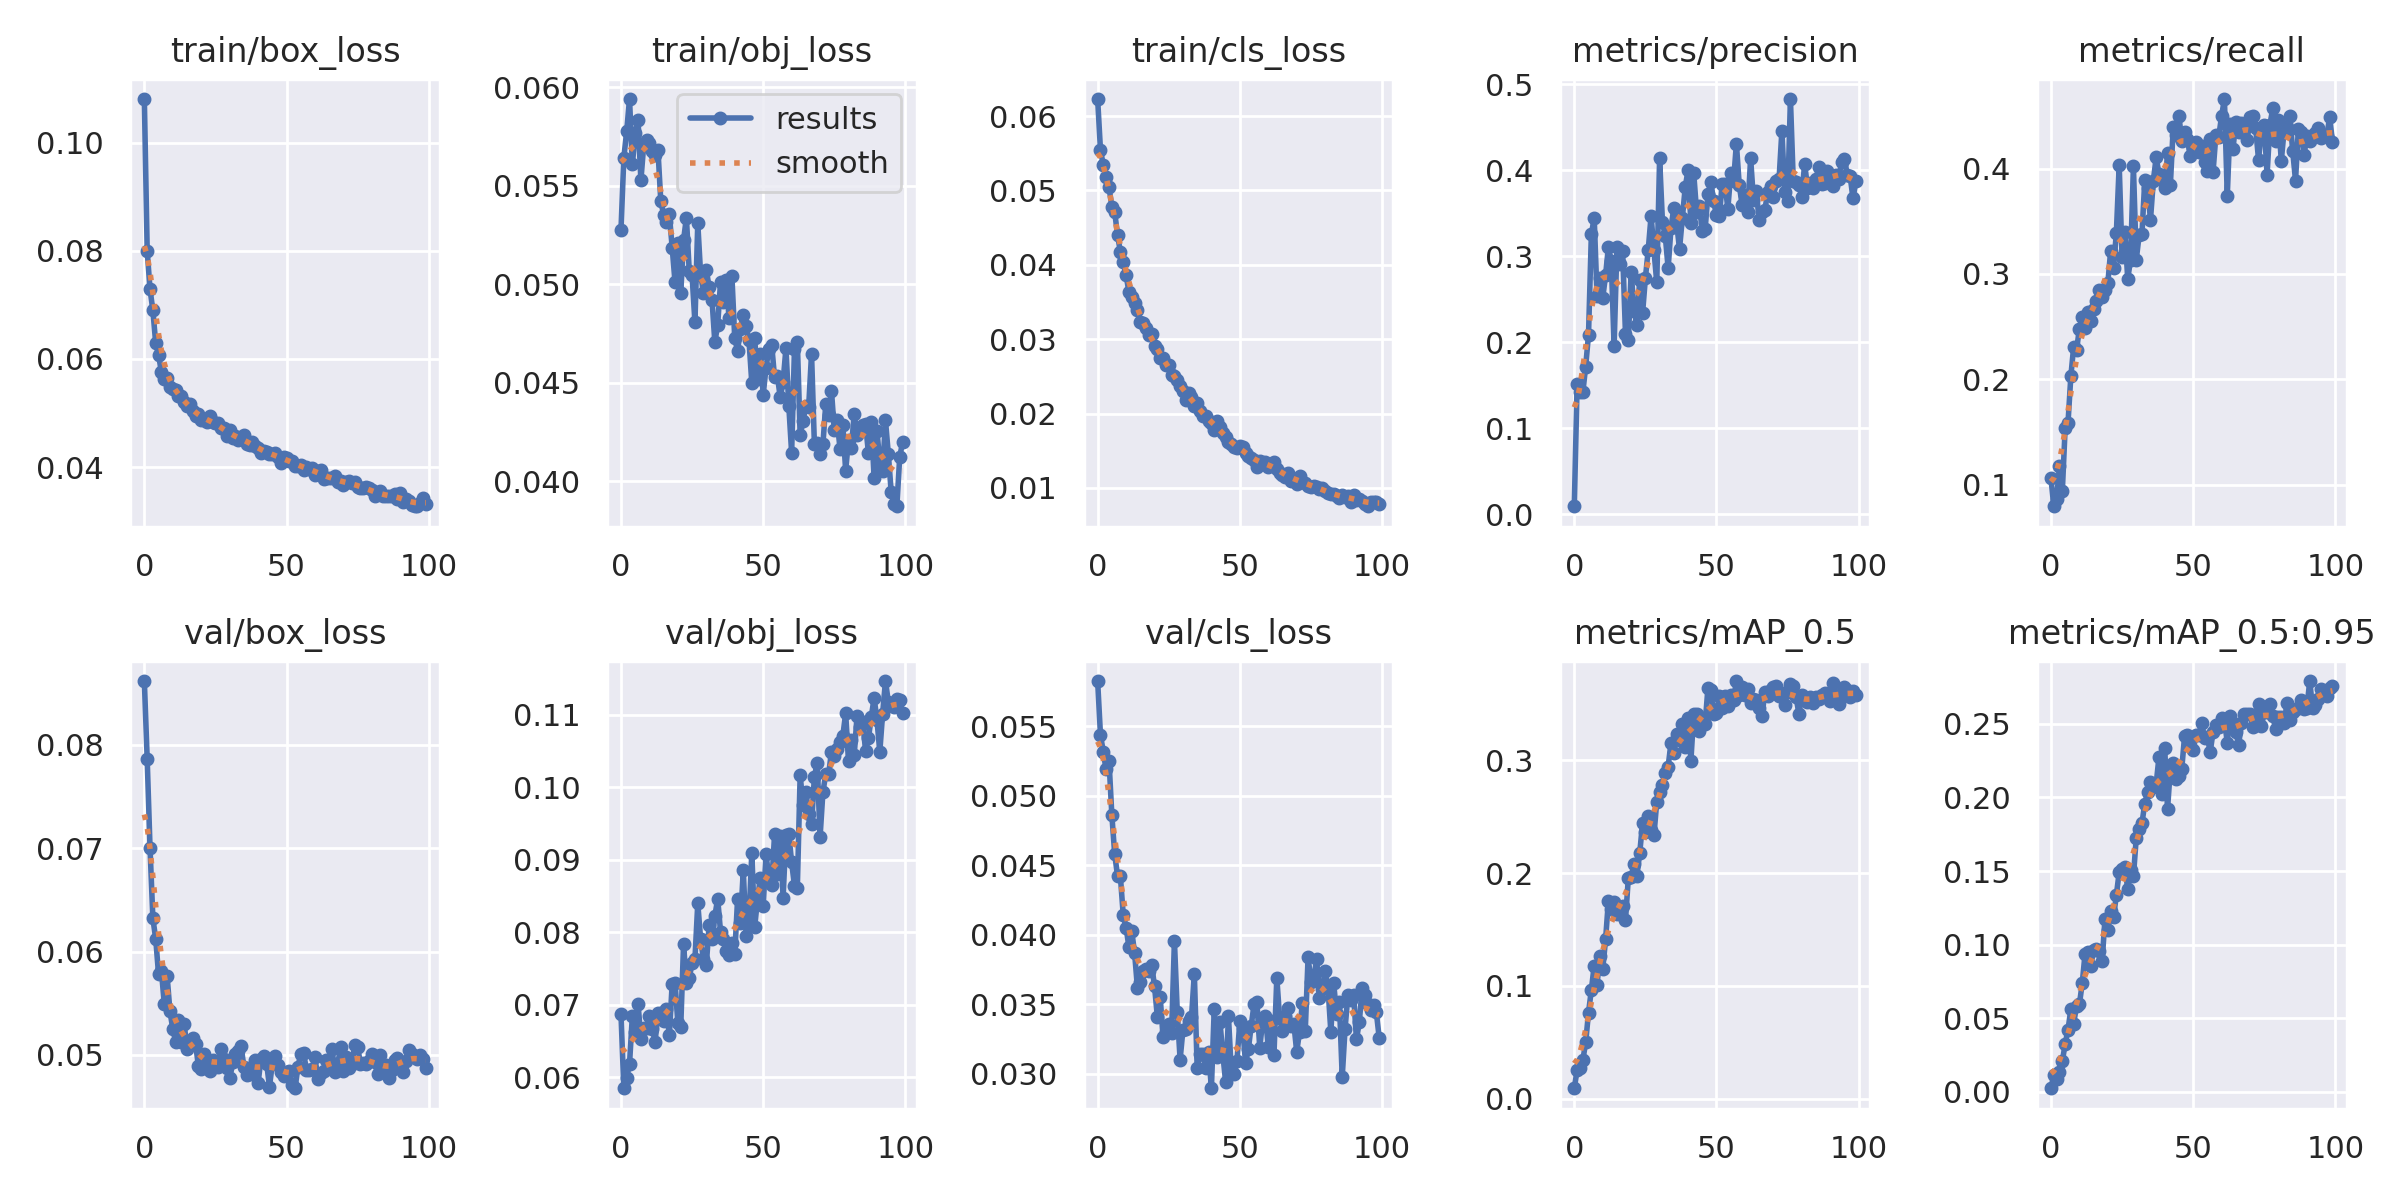 train/box_loss
train/obj_loss
train/cls_loss
metrics/precision
metrics/recall
0.10
0.08
0.06
0.04
0 50 100
0.060
0.055
0.050
0.045
0.040
results
smooth
0 50 100
0.06
0.05
0.04
0.03
0.02
0.01
0 50 100
0.5
0.4
0.3
0.2
0.1
0.0
0 50 100
0.4
0.3
0.2
0.1
0 50 100
val/box_loss
val/obj_loss
val/cls_loss
metrics/mAP_0.5
metrics/mAP_0.5:0.95
0.08
0.07
0.06
0.05
0 50 100
0.11
0.10
0.09
0.08
0.07
0.06
0 50 100
0.055
0.050
0.045
0.040
0.035
0.030
0 50 100
0.3
0.2
0.1
0.0
0 50 100
0.25
0.20
0.15
0.10
0.05
0.00
0 50 100